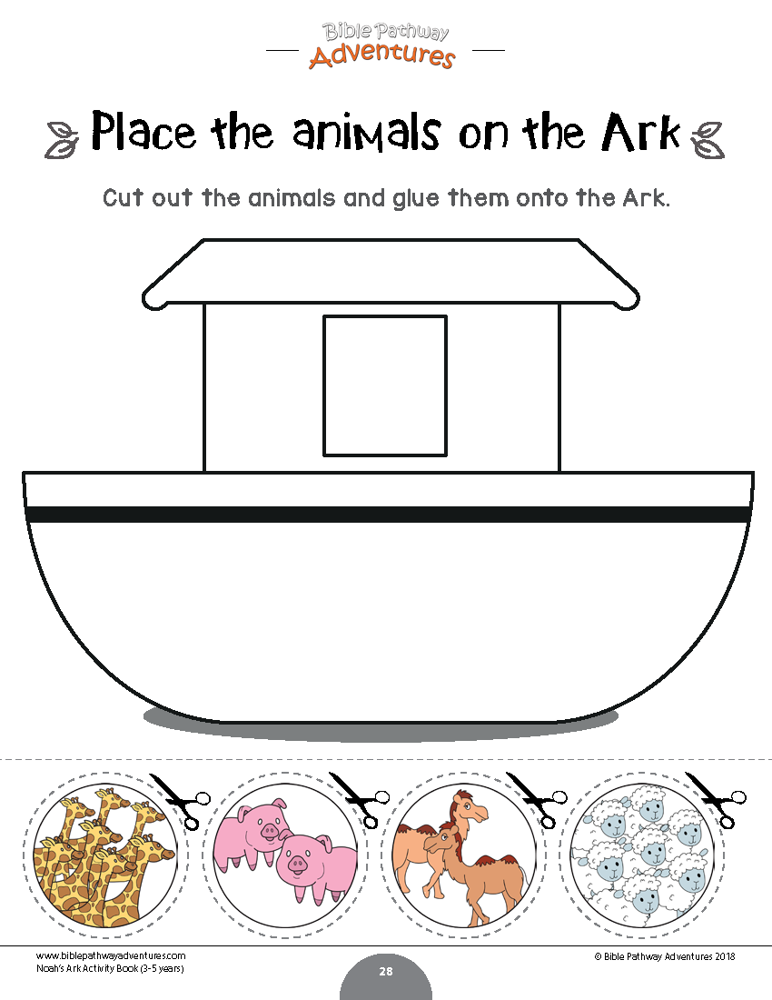 Bible Pathway
Adventures
Place the animals on the Ark
Cut out the animals and glue them onto the Ark.
www.biblepathwayadventures.com
Noah's Ark Activity Book (3-5 years)
28
© Bible Pathway Adventures 2018